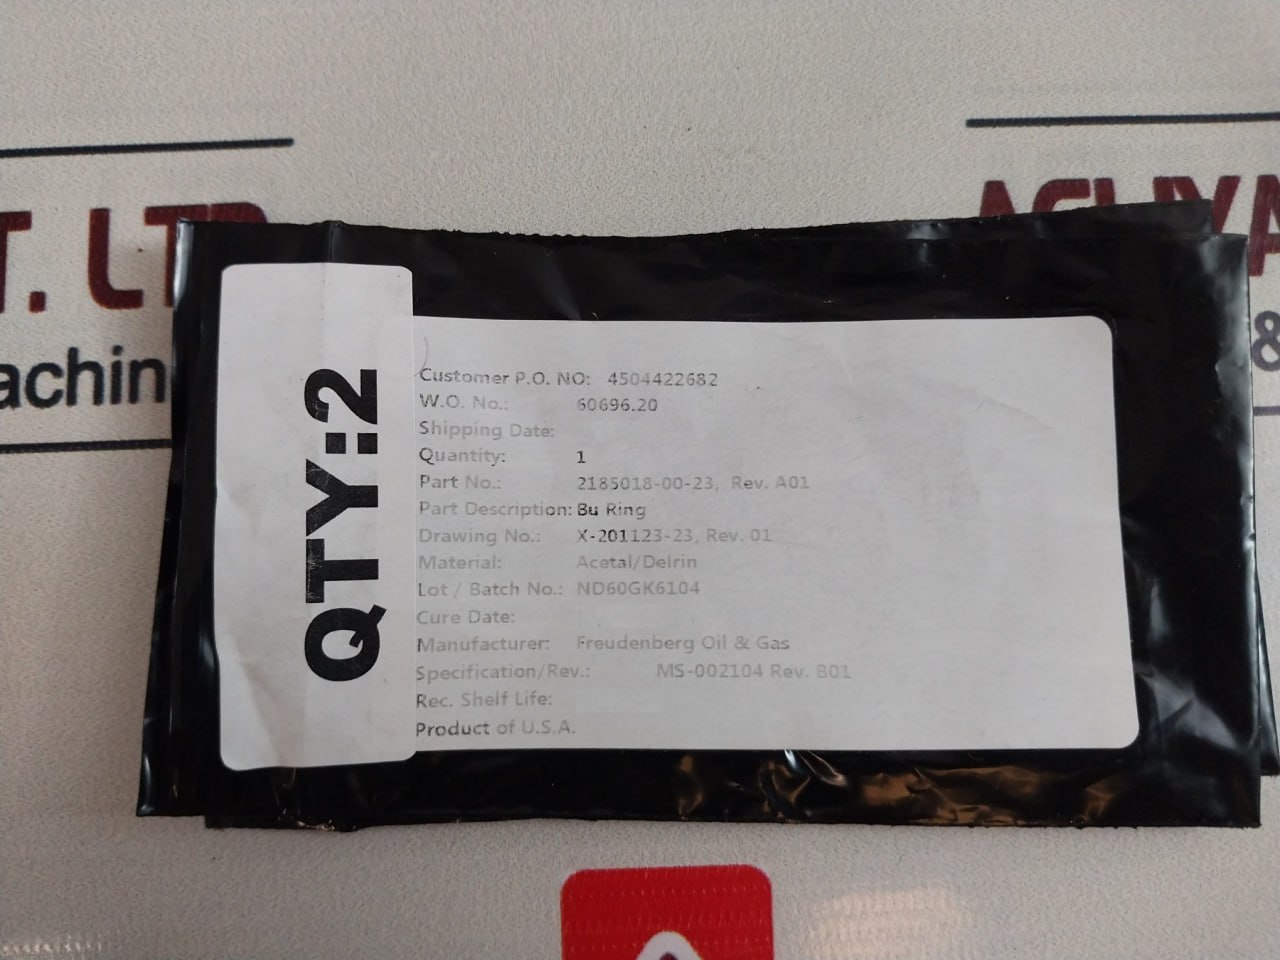 T. LTD
achin
ACHYA
&
QTY:2
Customer P.O. NO: 4504422682
W.O. No.: 60696.20
Shipping Date:
Quantity: 1
Part No.: 2185018-00-23, Rev. A01
Part Description: Bu Ring
Drawing No.: X-201123-23, Rev. 01
Material: Acetal/Delrin
Lot / Batch No.: ND60GK6104
Cure Date:
Manufacturer: Freudenberg Oil & Gas
Specification/Rev.: MS-002104 Rev. B01
Rec. Shelf Life:
Product of U.S.A.